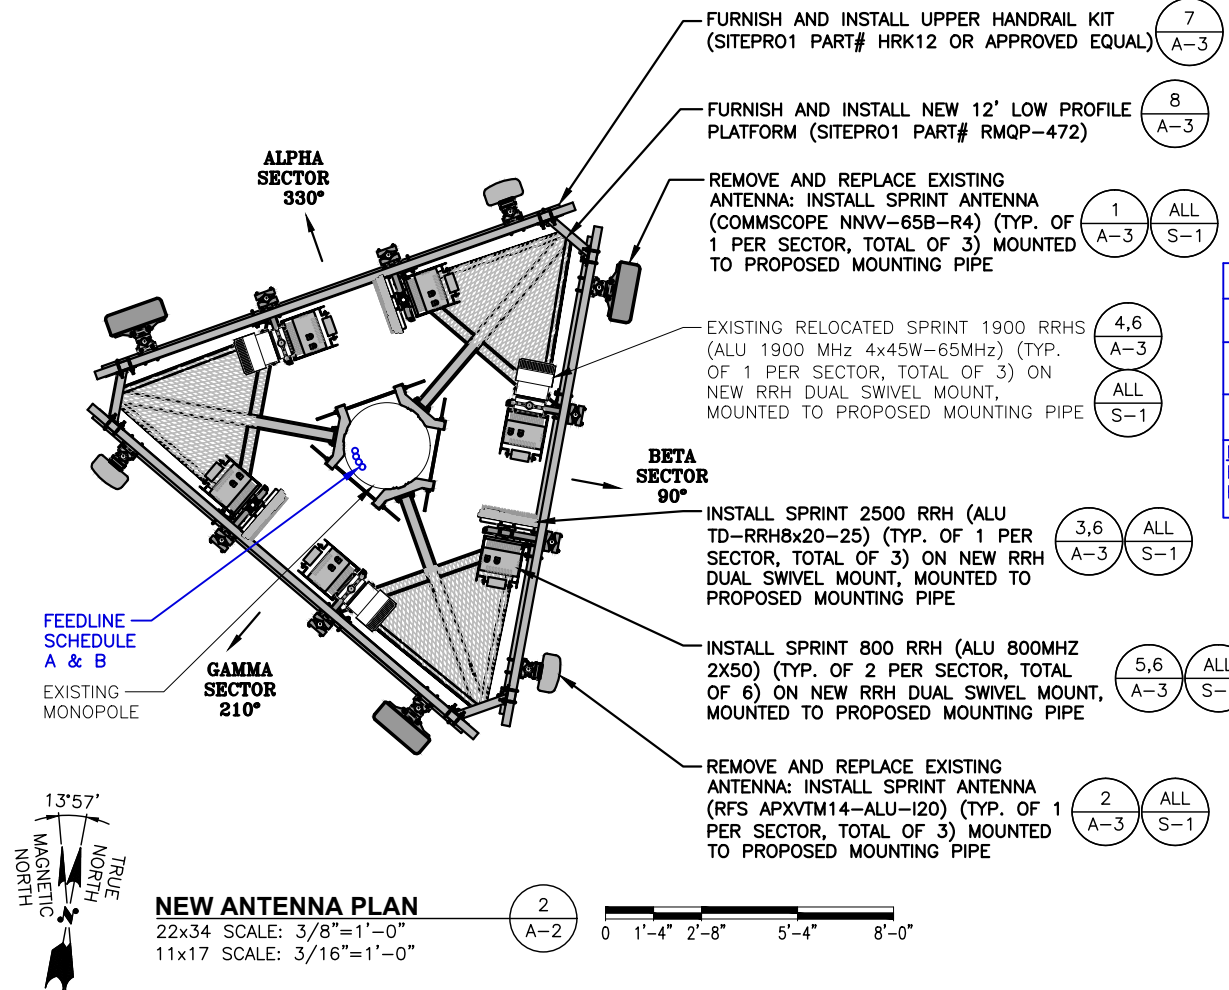 FURNISH AND INSTALL UPPER HANDRAIL KIT
(SITEPRO1 PART# HRK12 OR APPROVED EQUAL)
7
A-3
FURNISH AND INSTALL NEW 12' LOW PROFILE
PLATFORM (SITEPRO1 PART# RMQP-472)
8
A-3
REMOVE AND REPLACE EXISTING
ANTENNA: INSTALL SPRINT ANTENNA
(COMMSCOPE NNVV-65B-R4) (TYP. OF
1 PER SECTOR, TOTAL OF 3) MOUNTED
TO PROPOSED MOUNTING PIPE
1
A-3
ALL
S-1
EXISTING RELOCATED SPRINT 1900 RRHS
(ALU 1900 MHz 4x45W-65MHz) (TYP.
OF 1 PER SECTOR, TOTAL OF 3) ON
NEW RRH DUAL SWIVEL MOUNT,
MOUNTED TO PROPOSED MOUNTING PIPE
4,6
A-3
ALL
S-1
INSTALL SPRINT 2500 RRH (ALU
TD-RRH8x20-25) (TYP. OF 1 PER
SECTOR, TOTAL OF 3) ON NEW RRH
DUAL SWIVEL MOUNT, MOUNTED TO
PROPOSED MOUNTING PIPE
3,6
A-3
ALL
S-1
INSTALL SPRINT 800 RRH (ALU 800MHZ
2X50) (TYP. OF 2 PER SECTOR, TOTAL
OF 6) ON NEW RRH DUAL SWIVEL MOUNT,
MOUNTED TO PROPOSED MOUNTING PIPE
5,6
A-3
REMOVE AND REPLACE EXISTING
ANTENNA: INSTALL SPRINT ANTENNA
(RFS APXVTM14-ALU-I20) (TYP. OF 1
PER SECTOR, TOTAL OF 3) MOUNTED
TO PROPOSED MOUNTING PIPE
2
A-3
ALL
S-1
ALPHA
SECTOR
330°
BETA
SECTOR
90°
GAMMA
SECTOR
210°
FEEDLINE
SCHEDULE
A & B
EXISTING
MONOPOLE
13°57'
MAGNETIC
NORTH
TRUE
NORTH
N
NEW ANTENNA PLAN
22x34 SCALE: 3/8"=1'-0"
11x17 SCALE: 3/16"=1'-0"
2
A-2
0 1'-4" 2'-8" 5'-4" 8'-0"